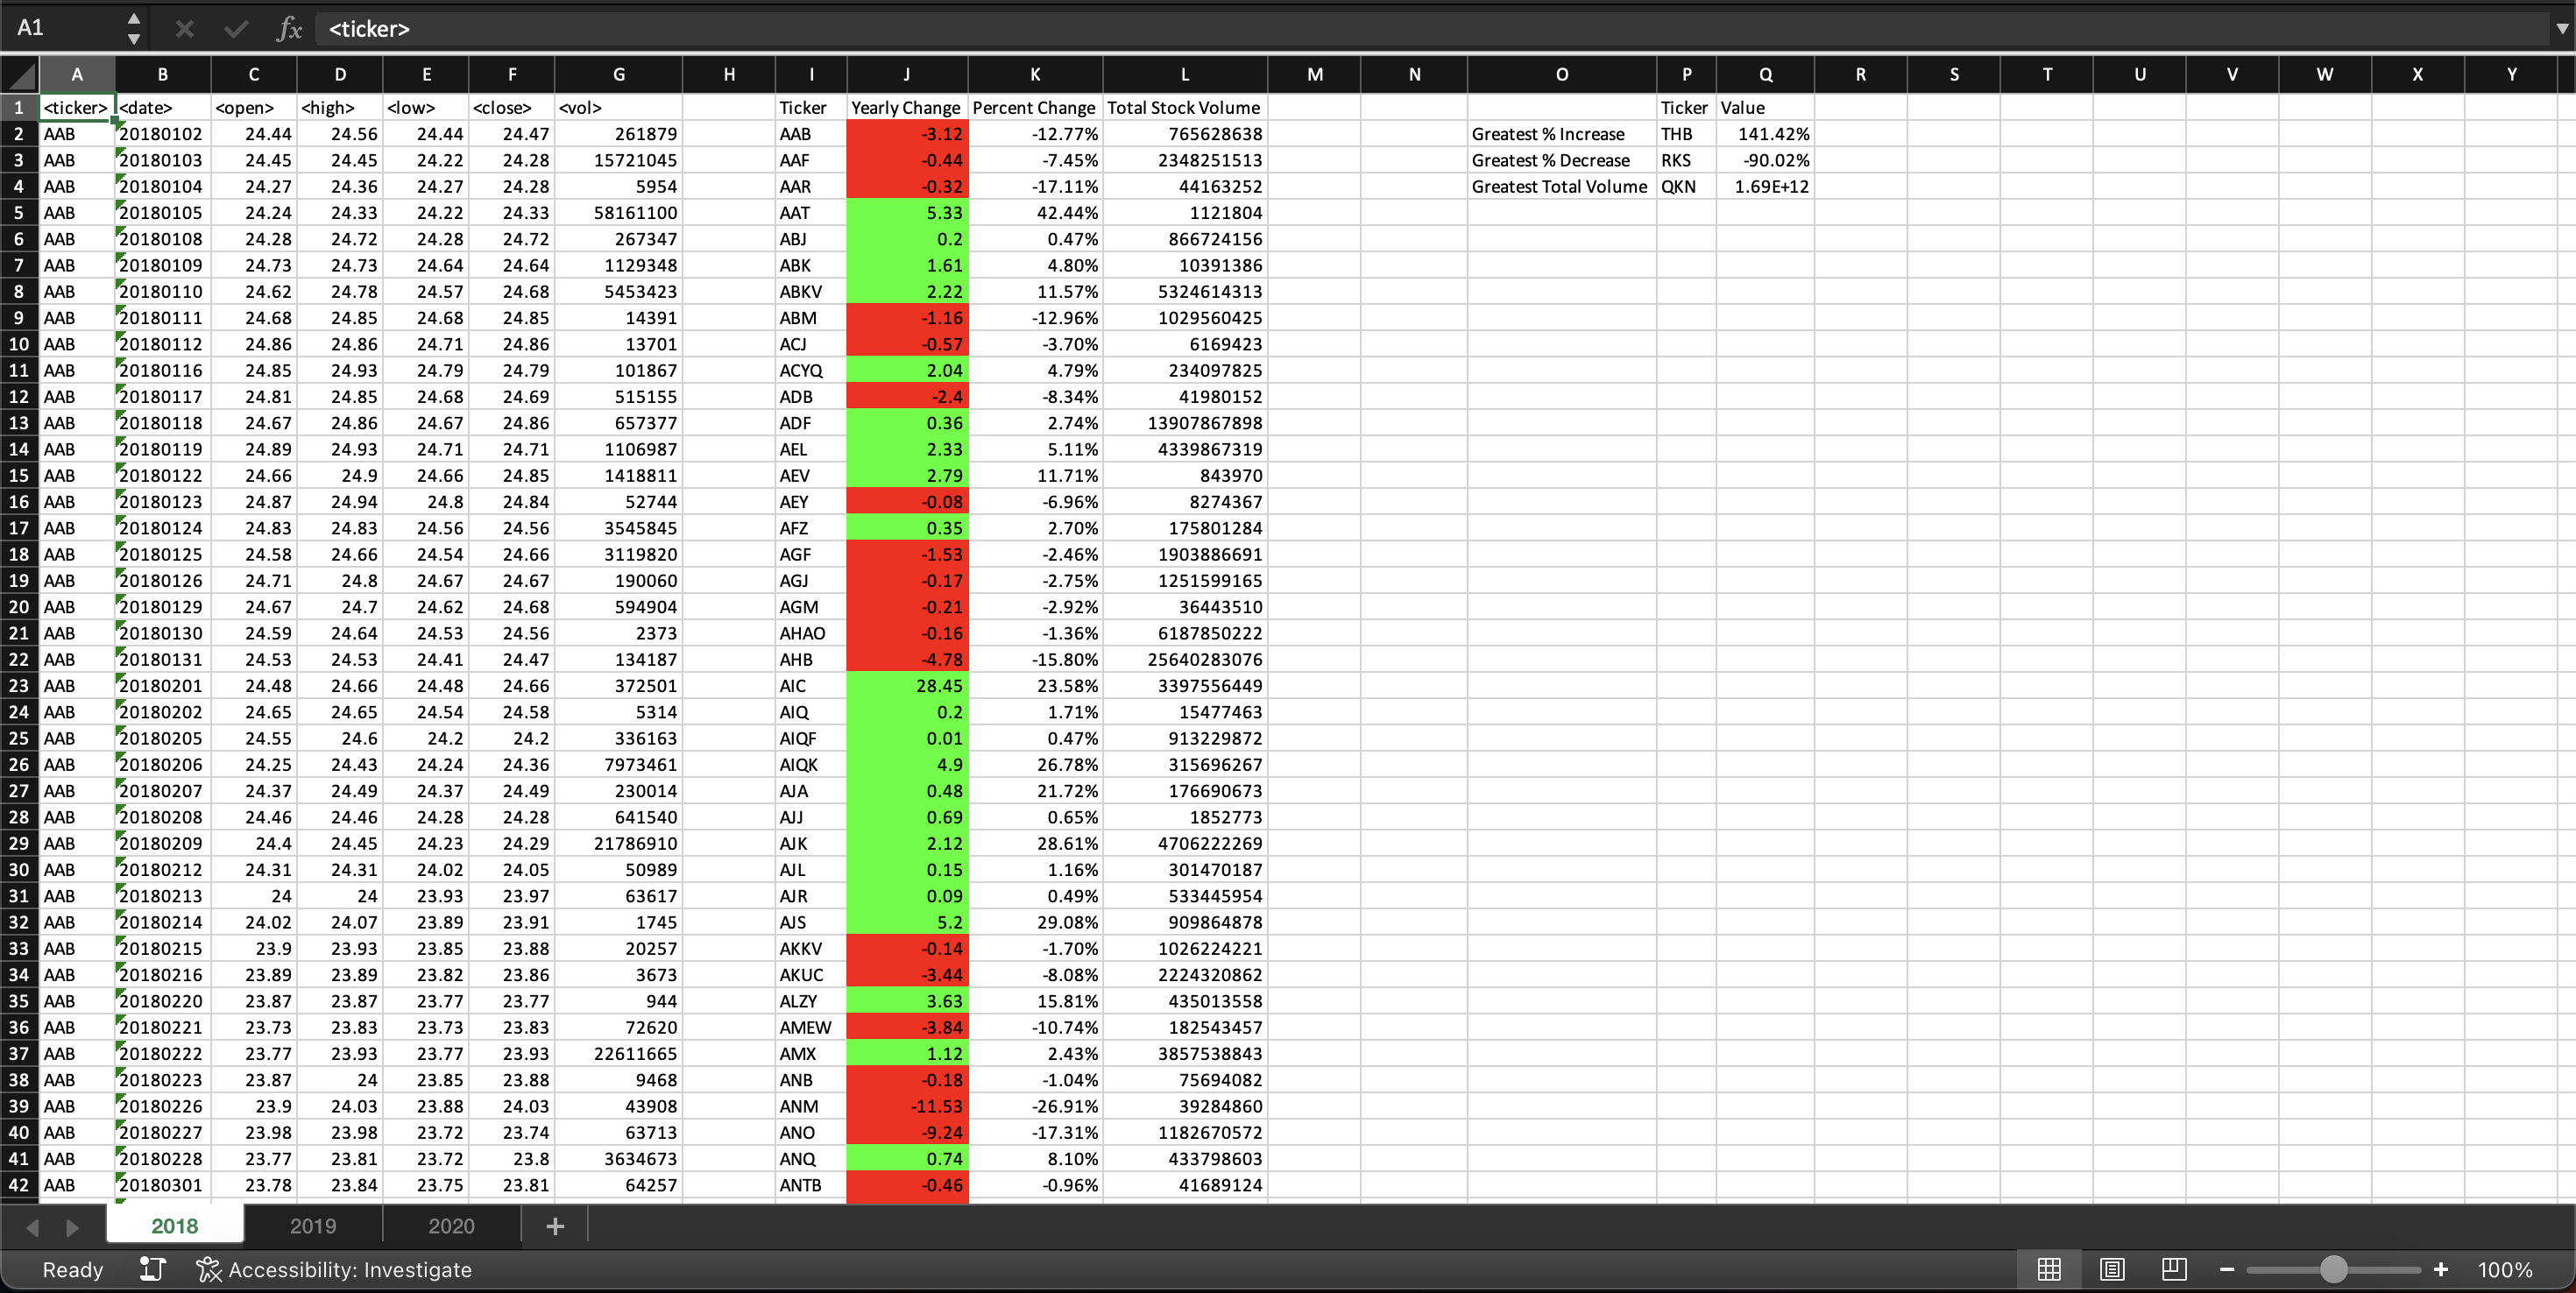 A1 fx <ticker>
A B C D E F G H I J K L M N O P Q R S T U V W X Y
1 <ticker> <date> <open> <high> <low> <close> <vol> Ticker Yearly Change Percent Change Total Stock Volume Ticker Value
2 AAB 20180102 24.44 24.56 24.44 24.47 261879 AAB -3.12 -12.77% 765628638 Greatest % Increase THB 141.42%
3 AAB 20180103 24.45 24.45 24.22 24.28 15721045 AAF -0.44 -7.45% 2348251513 Greatest % Decrease RKS -90.02%
4 AAB 20180104 24.27 24.36 24.27 24.28 5954 AAR -0.32 -17.11% 44163252 Greatest Total Volume QKN 1.69E+12
5 AAB 20180105 24.24 24.33 24.22 24.33 58161100 AAT 5.33 42.44% 1121804
6 AAB 20180108 24.28 24.72 24.28 24.72 267347 ABJ 0.2 0.47% 866724156
7 AAB 20180109 24.73 24.73 24.64 24.64 1129348 ABK 1.61 4.80% 10391386
8 AAB 20180110 24.62 24.78 24.57 24.68 5453423 ABKV 2.22 11.57% 5324614313
9 AAB 20180111 24.68 24.85 24.68 24.85 14391 ABM -1.16 -12.96% 1029560425
10 AAB 20180112 24.86 24.86 24.71 24.86 13701 ACJ -0.57 -3.70% 6169423
11 AAB 20180116 24.85 24.93 24.79 24.79 101867 ACYQ 2.04 4.79% 234097825
12 AAB 20180117 24.81 24.85 24.68 24.69 515155 ADB -2.4 -8.34% 41980152
13 AAB 20180118 24.67 24.86 24.67 24.86 657377 ADF 0.36 2.74% 13907867898
14 AAB 20180119 24.89 24.93 24.71 24.71 1106987 AEL 2.33 5.11% 4339867319
15 AAB 20180122 24.66 24.9 24.66 24.85 1418811 AEV 2.79 11.71% 843970
16 AAB 20180123 24.87 24.94 24.8 24.84 52744 AEY -0.08 -6.96% 8274367
17 AAB 20180124 24.83 24.83 24.56 24.56 3545845 AFZ 0.35 2.70% 175801284
18 AAB 20180125 24.58 24.66 24.54 24.66 3119820 AGF -1.53 -2.46% 1903886691
19 AAB 20180126 24.71 24.8 24.67 24.67 190060 AGJ -0.17 -2.75% 1251599165
20 AAB 20180129 24.67 24.7 24.62 24.68 594904 AGM -0.21 -2.92% 36443510
21 AAB 20180130 24.59 24.64 24.53 24.56 2373 AHAO -0.16 -1.36% 6187850222
22 AAB 20180131 24.53 24.53 24.41 24.47 134187 AHB -4.78 -15.80% 25640283076
23 AAB 20180201 24.48 24.66 24.48 24.66 372501 AIC 28.45 23.58% 3397556449
24 AAB 20180202 24.65 24.65 24.54 24.58 5314 AIQ 0.2 1.71% 15477463
25 AAB 20180205 24.55 24.6 24.2 24.2 336163 AIQF 0.01 0.47% 913229872
26 AAB 20180206 24.25 24.43 24.24 24.36 7973461 AIQK 4.9 26.78% 315696267
27 AAB 20180207 24.37 24.49 24.37 24.49 230014 AJA 0.48 21.72% 176690673
28 AAB 20180208 24.46 24.46 24.28 24.28 641540 AJJ 0.69 0.65% 1852773
29 AAB 20180209 24.4 24.45 24.23 24.29 21786910 AJK 2.12 28.61% 4706222269
30 AAB 20180212 24.31 24.31 24.02 24.05 50989 AJL 0.15 1.16% 301470187
31 AAB 20180213 24 24 23.93 23.97 63617 AJR 0.09 0.49% 533445954
32 AAB 20180214 24.02 24.07 23.89 23.91 1745 AJS 5.2 29.08% 909864878
33 AAB 20180215 23.9 23.93 23.85 23.88 20257 AKKV -0.14 -1.70% 1026224221
34 AAB 20180216 23.89 23.89 23.82 23.86 3673 AKUC -3.44 -8.08% 2224320862
35 AAB 20180220 23.87 23.87 23.77 23.77 944 ALZY 3.63 15.81% 435013558
36 AAB 20180221 23.73 23.83 23.73 23.83 72620 AMEW -3.84 -10.74% 182543457
37 AAB 20180222 23.77 23.93 23.77 23.93 22611665 AMX 1.12 2.43% 3857538843
38 AAB 20180223 23.87 24 23.85 23.88 9468 ANB -0.18 -1.04% 75694082
39 AAB 20180226 23.9 24.03 23.88 24.03 43908 ANM -11.53 -26.91% 39284860
40 AAB 20180227 23.98 23.98 23.72 23.74 63713 ANO -9.24 -17.31% 1182670572
41 AAB 20180228 23.77 23.81 23.72 23.8 3634673 ANQ 0.74 8.10% 433798603
42 AAB 20180301 23.78 23.84 23.75 23.81 64257 ANTB -0.46 -0.96% 41689124
2018 2019 2020 +
Ready Accessibility: Investigate − + 100%